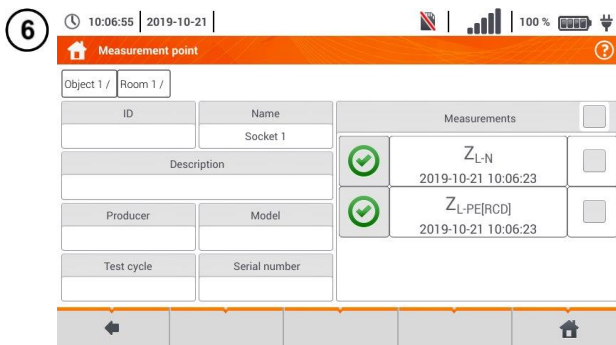 6
10:06:55 2019-10-21 100 %
Measurement point ?
Object 1 / Room 1 /
ID Name Measurements
Socket 1
Z L-N
2019-10-21 10:06:23
Description
Z L-PE[RCD]
2019-10-21 10:06:23
Producer Model
Test cycle Serial number